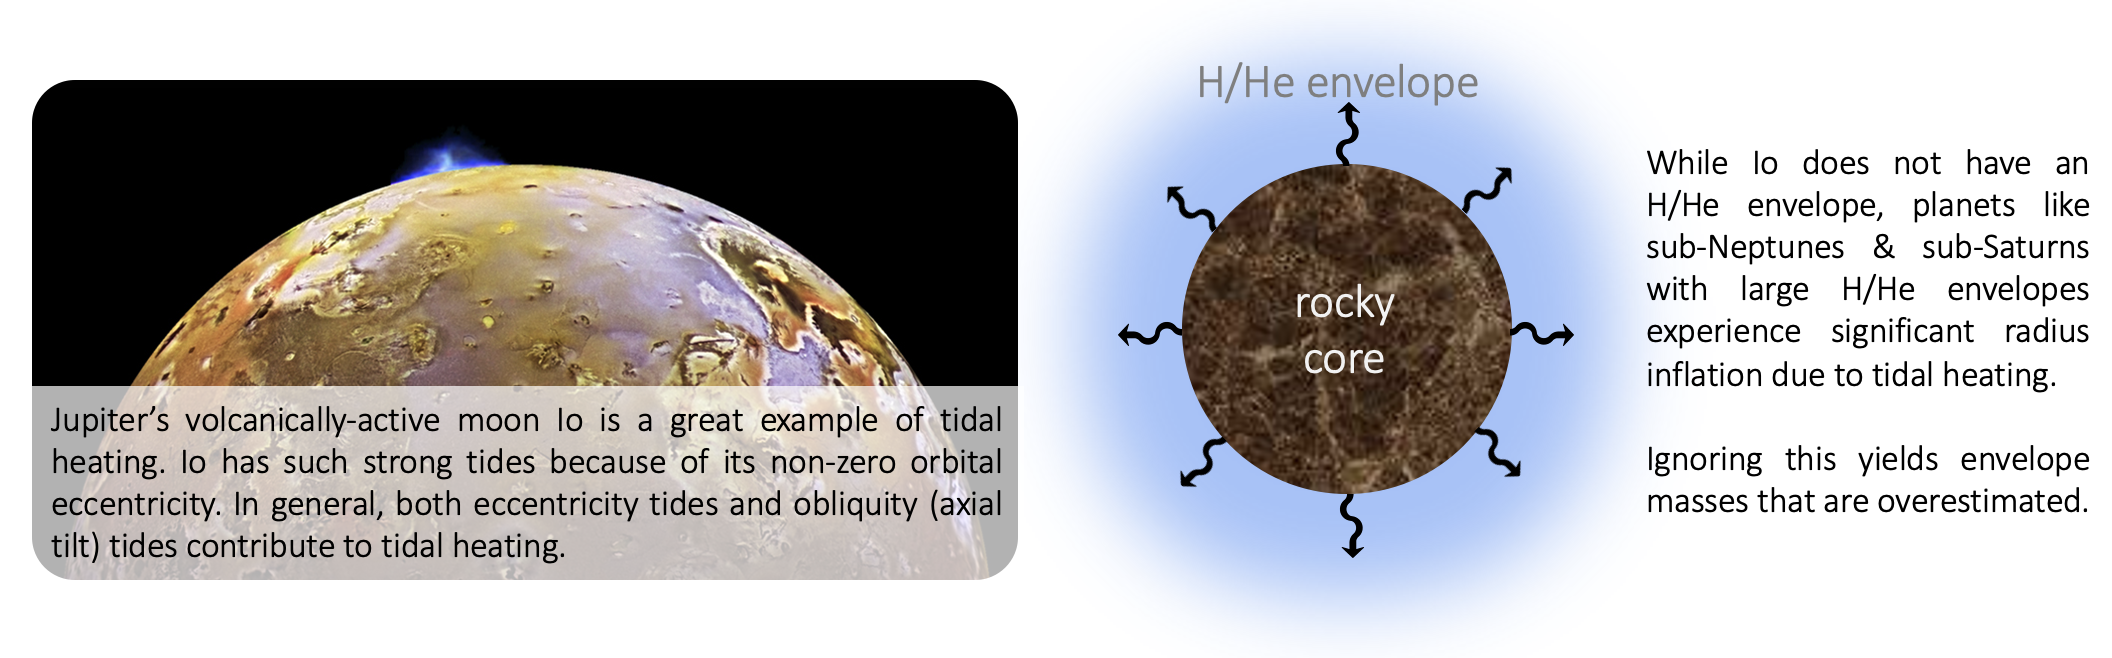 Jupiter’s volcanically-active moon Io is a great example of tidal
heating. Io has such strong tides because of its non-zero orbital
eccentricity. In general, both eccentricity tides and obliquity (axial
tilt) tides contribute to tidal heating.
H/He envelope
rocky
core
While Io does not have an
H/He envelope, planets like
sub-Neptunes & sub-Saturns
with large H/He envelopes
experience significant radius
inflation due to tidal heating.
Ignoring this yields envelope
masses that are overestimated.